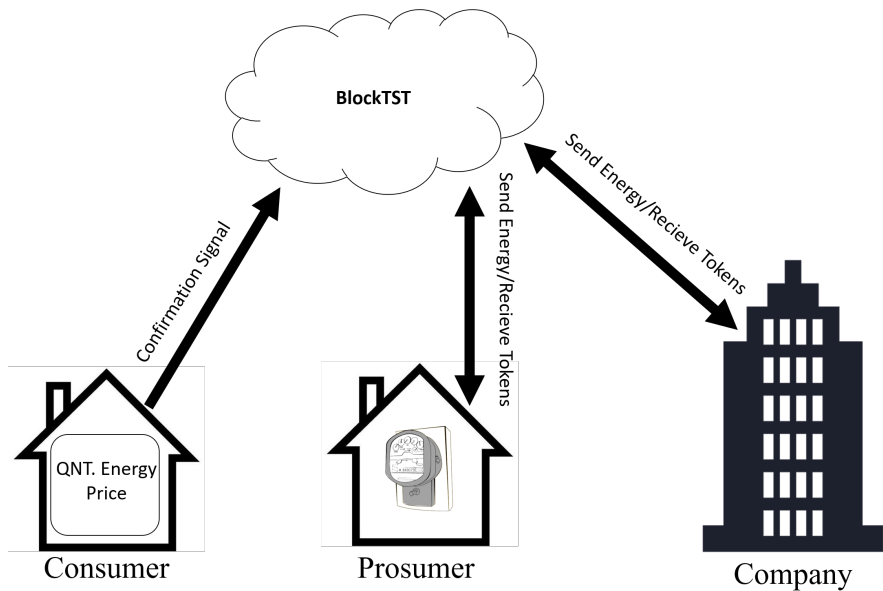 BlockTST
Confirmation Signal
Send Energy/Recieve Tokens
Send Energy/Recieve Tokens
QNT. Energy
Price
Consumer
Prosumer
Company